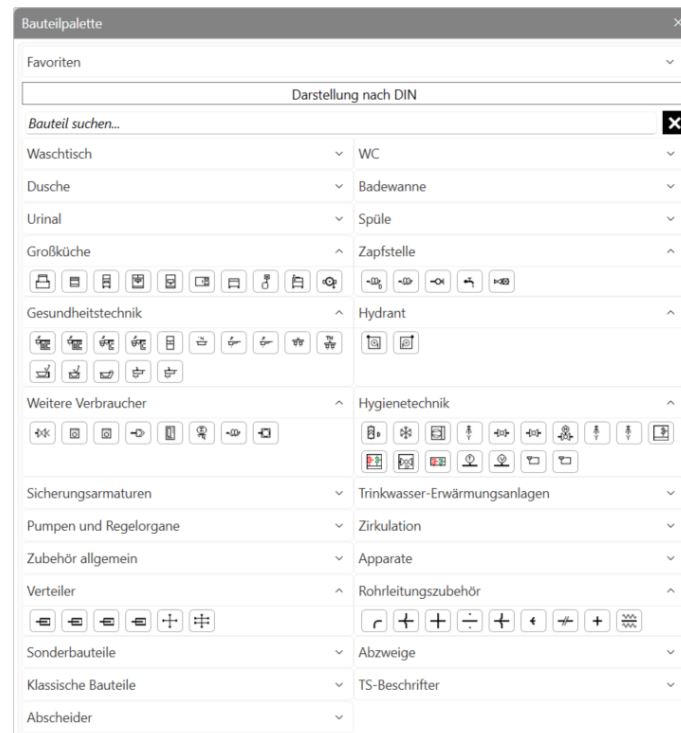 Bauteilpalette
Favoriten
Darstellung nach DIN
Bauteil suchen...
Waschtisch
WC
Dusche
Badewanne
Urinal
Spüle
Großküche
Zapfstelle
Gesundheitstechnik
Hydrant
Weitere Verbraucher
Hygienetechnik
Sicherungsarmaturen
Trinkwasser-Erwärmungsanlagen
Pumpen und Regelorgane
Zirkulation
Zubehör allgemein
Apparate
Verteiler
Rohrleitungszubehör
Sonderbauteile
Abzweige
Klassische Bauteile
TS-Beschrifter
Abscheider